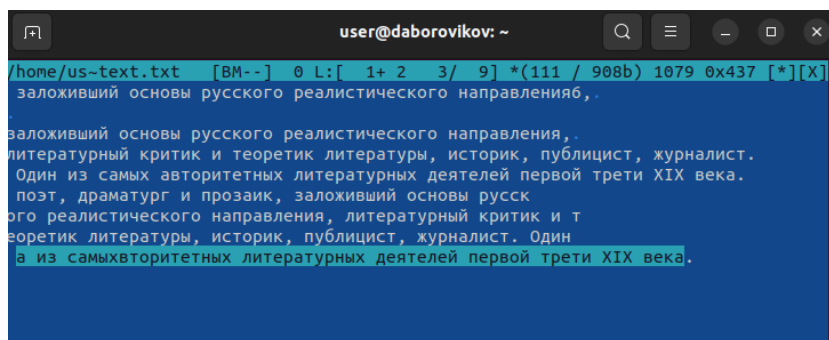 user@daborovikov: ~
/home/us~text.txt [BM--] 0 L:[ 1+ 2 3/ 9] *(111 / 908b) 1079 0x437 [*][X]
заложивший основы русского реалистического направленияб,.
.
заложивший основы русского реалистического направления,.
литературный критик и теоретик литературы, историк, публицист, журналист.
Один из самых авторитетных литературных деятелей первой трети XIX века.
поэт, драматург и прозаик, заложивший основы русск
ого реалистического направления, литературный критик и т
еоретик литературы, историк, публицист, журналист. Один
а из самыхвторитетных литературных деятелей первой трети XIX века.